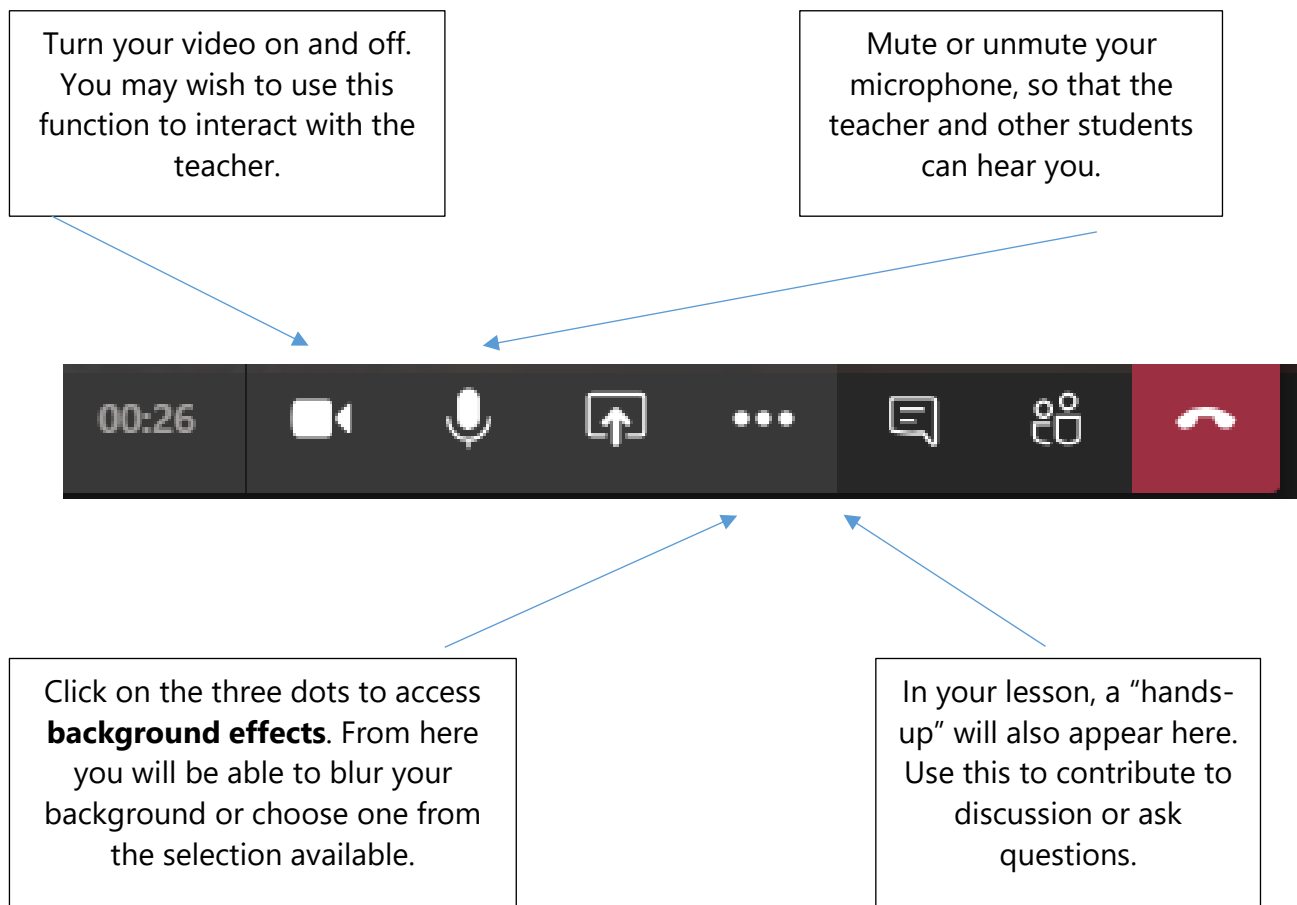 Turn your video on and off.
You may wish to use this
function to interact with the
teacher.
Mute or unmute your
microphone, so that the
teacher and other students
can hear you.
00:26
Click on the three dots to access
background effects. From here
you will be able to blur your
background or choose one from
the selection available.
In your lesson, a “hands-
up” will also appear here.
Use this to contribute to
discussion or ask
questions.